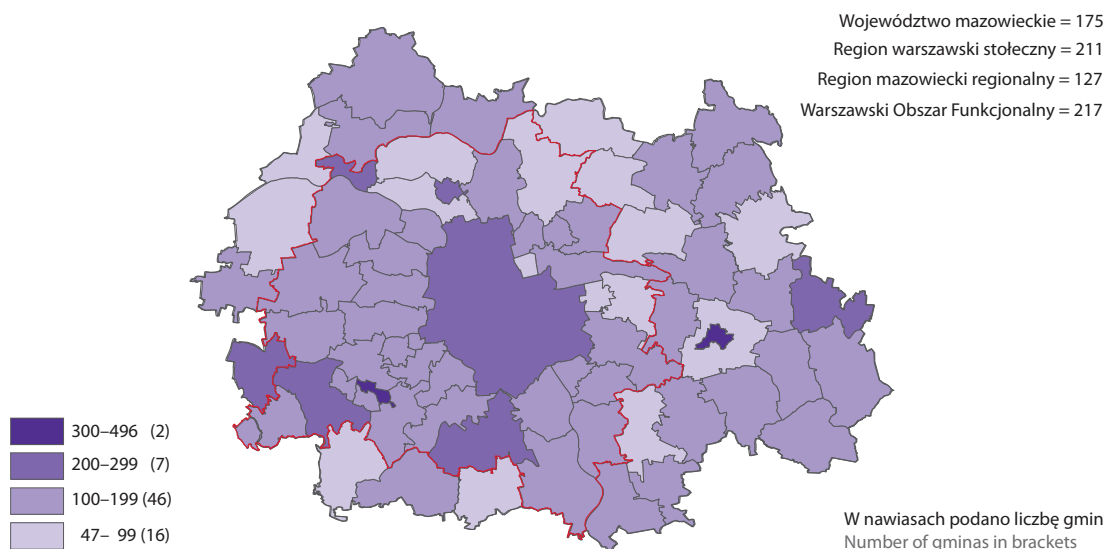 Województwo mazowieckie = 175
Region warszawski stołeczny = 211
Region mazowiecki regionalny = 127
Warszawski Obszar Funkcjonalny = 217
300–496 (2)
200–299 (7)
100–199 (46)
47– 99 (16)
W nawiasach podano liczbę gmin
Number of gminas in brackets